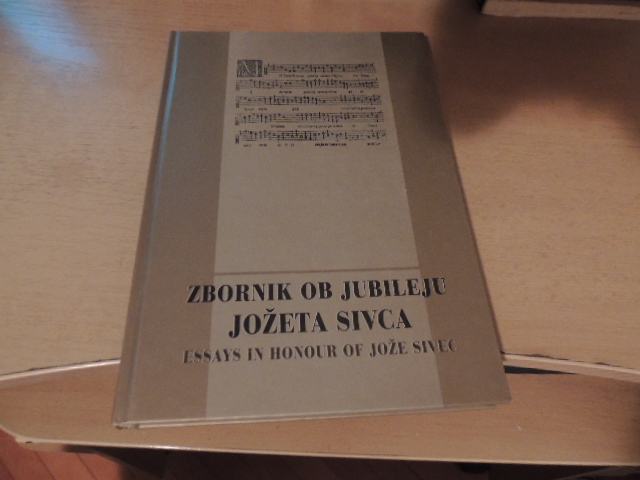 ZBORNIK OB JUBILEJU
JOŽETA SIVCA
ESSAYS IN HONOUR OF JOŽE SIVEC